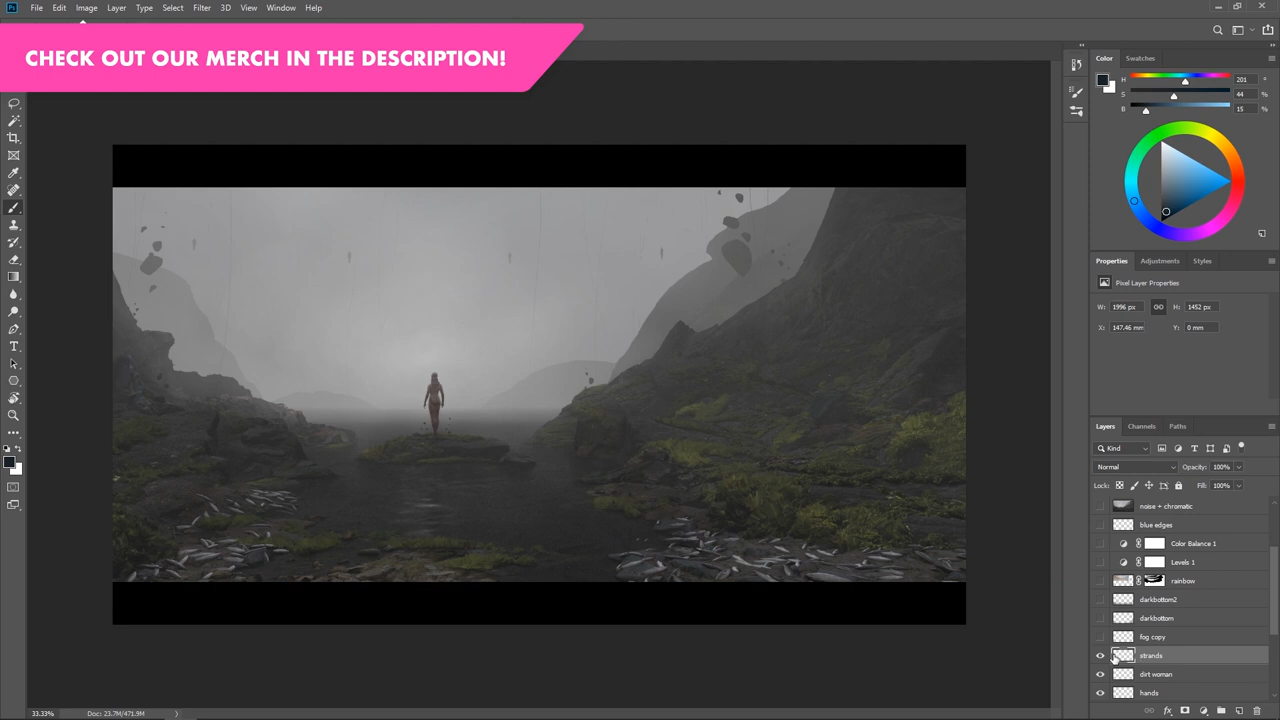 Ps File Edit Image Layer Type Select Filter 3D View Window Help
CHECK OUT OUR MERCH IN THE DESCRIPTION!
Color Swatches
H 201 °
S 44 %
B 15 %
Properties Adjustments Styles
Pixel Layer Properties
W: 1996 px H: 1452 px
X: 147.46 mm Y: 0 mm
Layers Channels Paths
Kind
Normal Opacity: 100%
Lock: Fill: 100%
noise + chromatic
blue edges
Color Balance 1
Levels 1
rainbow
darkbottom2
darkbottom
fog copy
strands
dirt woman
hands
33.33% Doc: 23.7M/471.9M